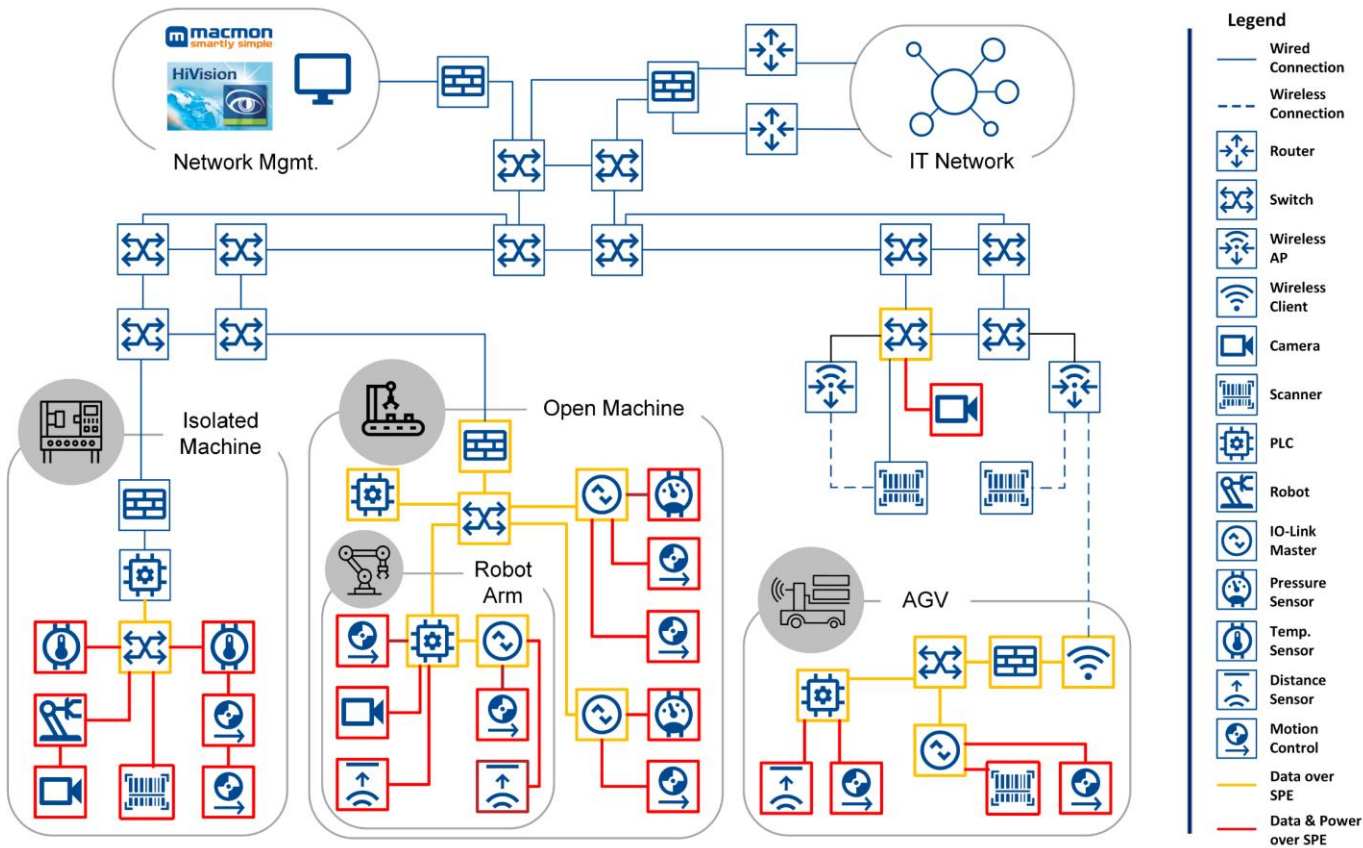 macmon
smartly simple
HiVision
Network Mgmt.
IT Network
Isolated
Machine
Open Machine
Robot
Arm
AGV
Legend
Wired
Connection
Wireless
Connection
Router
Switch
Wireless
AP
Wireless
Client
Camera
Scanner
PLC
Robot
IO-Link
Master
Pressure
Sensor
Temp.
Sensor
Distance
Sensor
Motion
Control
Data over
SPE
Data & Power
over SPE